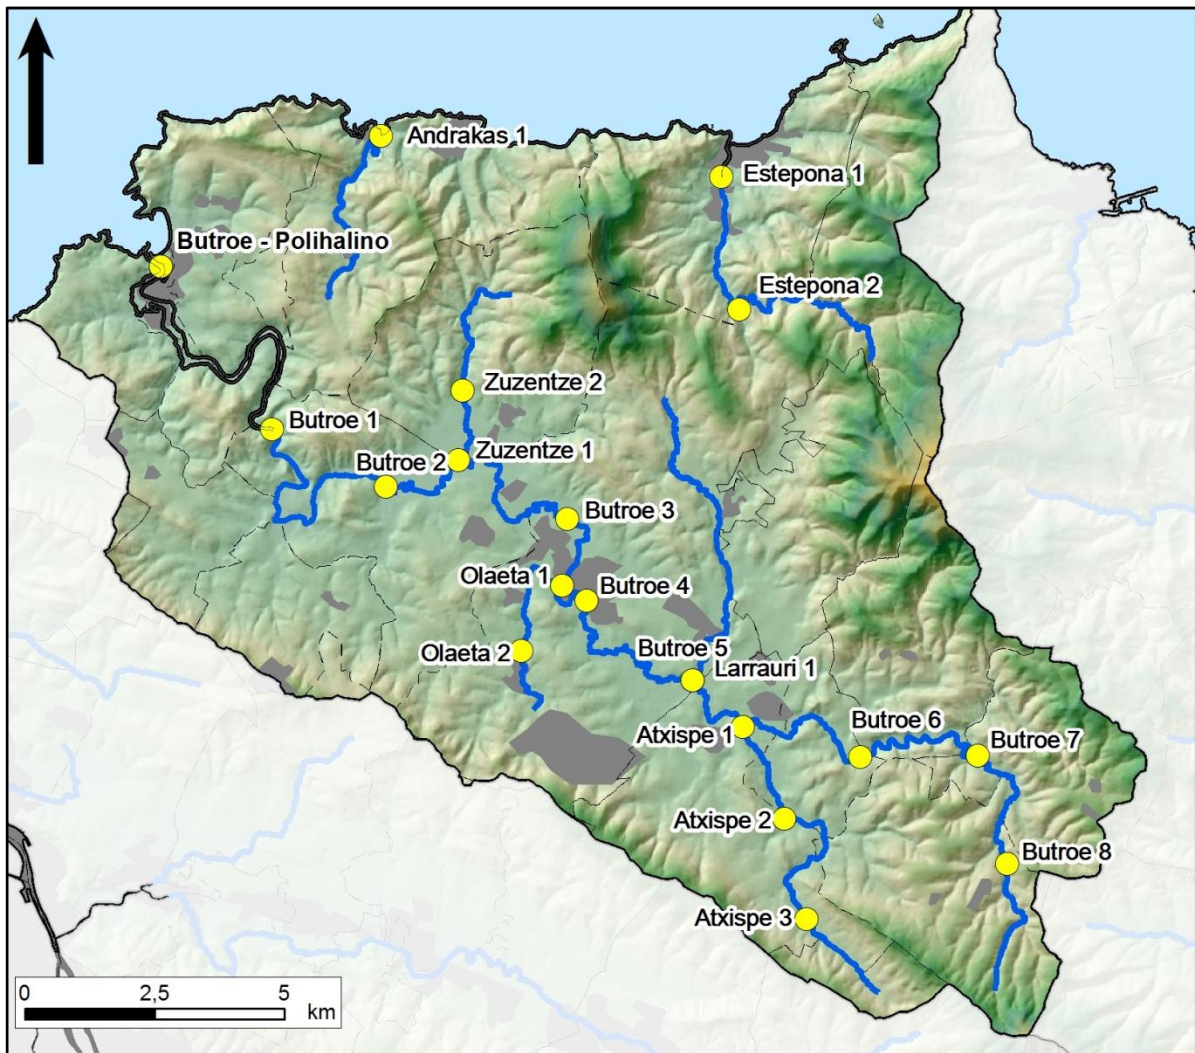 Andrakas 1
Estepona 1
Butroe - Polihalino
Estepona 2
Zuzentze 2
Butroe 1
Zuzentze 1
Butroe 2
Butroe 3
Olaeta 1
Butroe 4
Butroe 5
Olaeta 2
Larrauri 1
Atxispe 1
Butroe 6
Butroe 7
Atxispe 2
Butroe 8
Atxispe 3
0 2,5 5
km